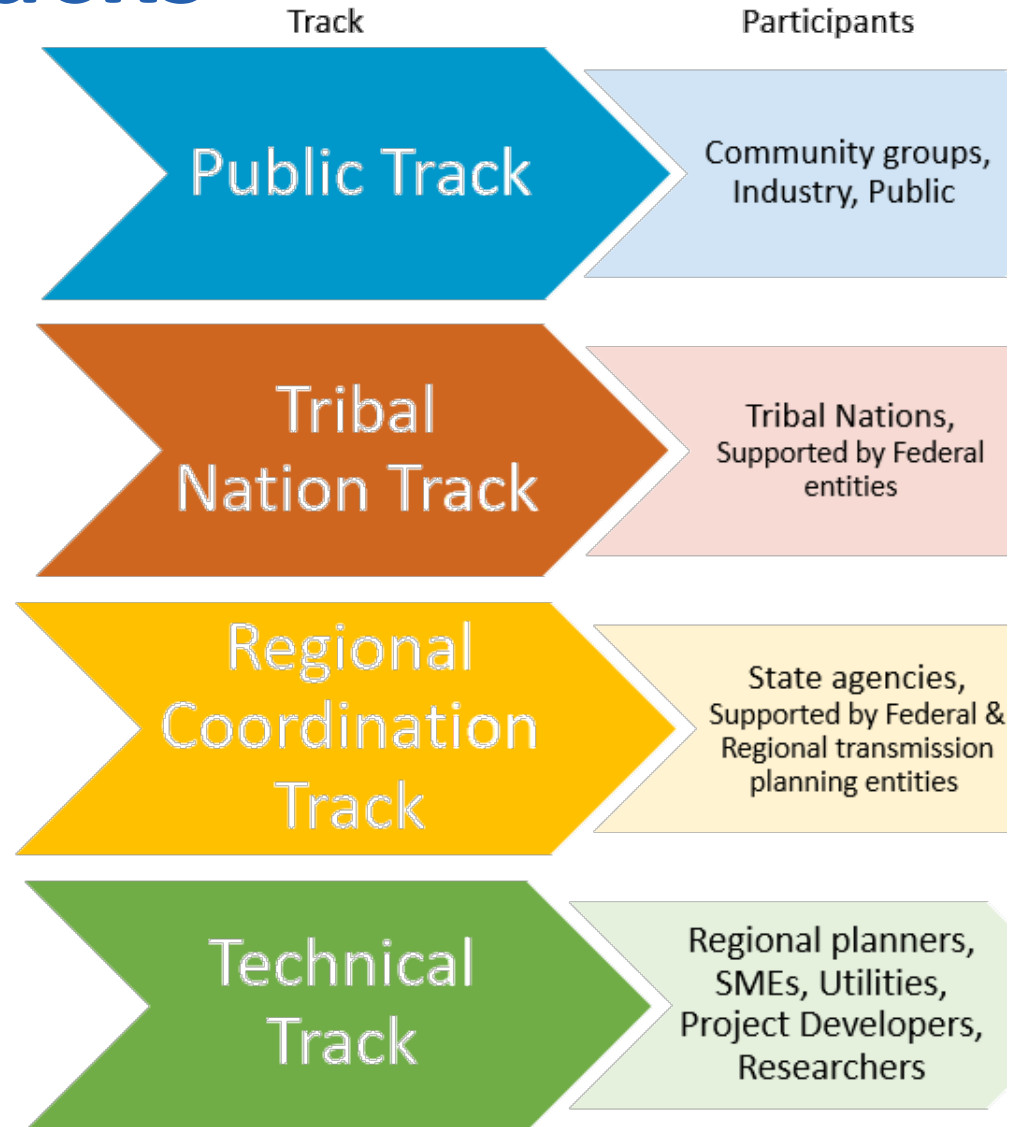 Track
Participants
Public Track
Community groups,
Industry, Public
Tribal
Nation Track
Tribal Nations,
Supported by Federal
entities
Regional
Coordination
Track
State agencies,
Supported by Federal &
Regional transmission
planning entities
Technical
Track
Regional planners,
SMEs, Utilities,
Project Developers,
Researchers